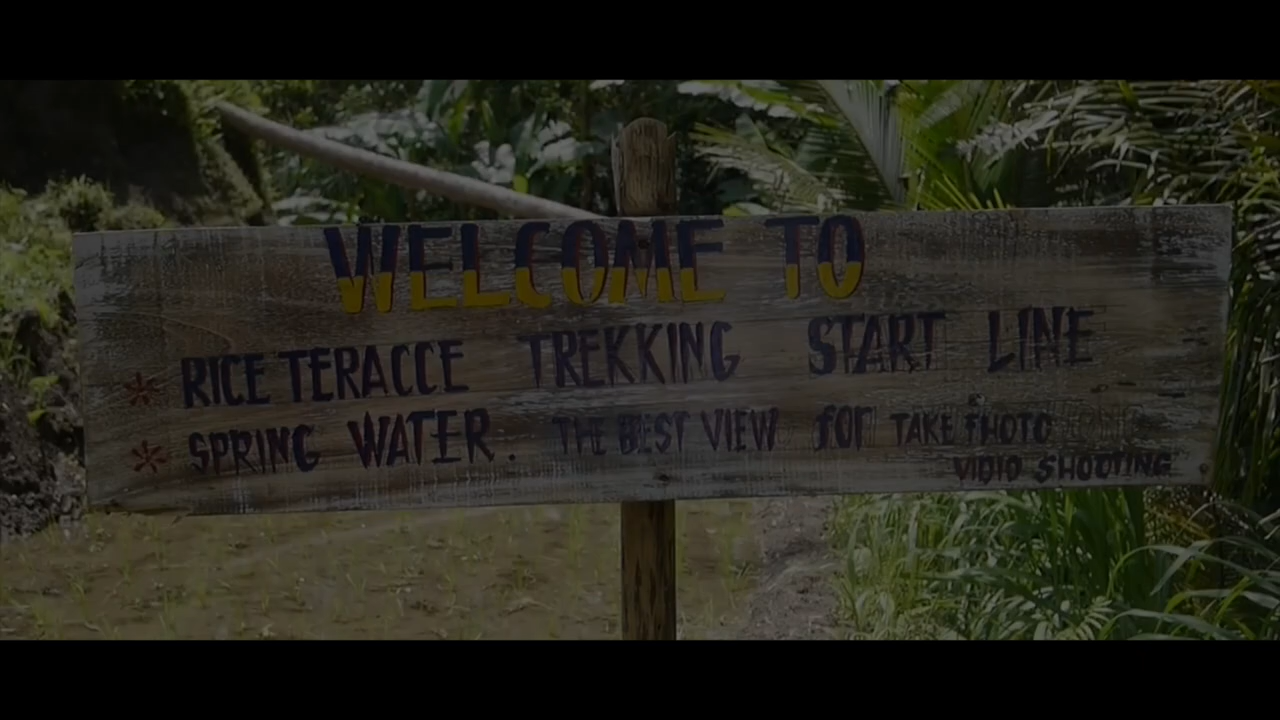 WELCOME TO
* RICE TERACCE TREKKING START LINE
* SPRING WATER. THE BEST VIEW for TAKE FHOTO
VIDIO SHOOTING